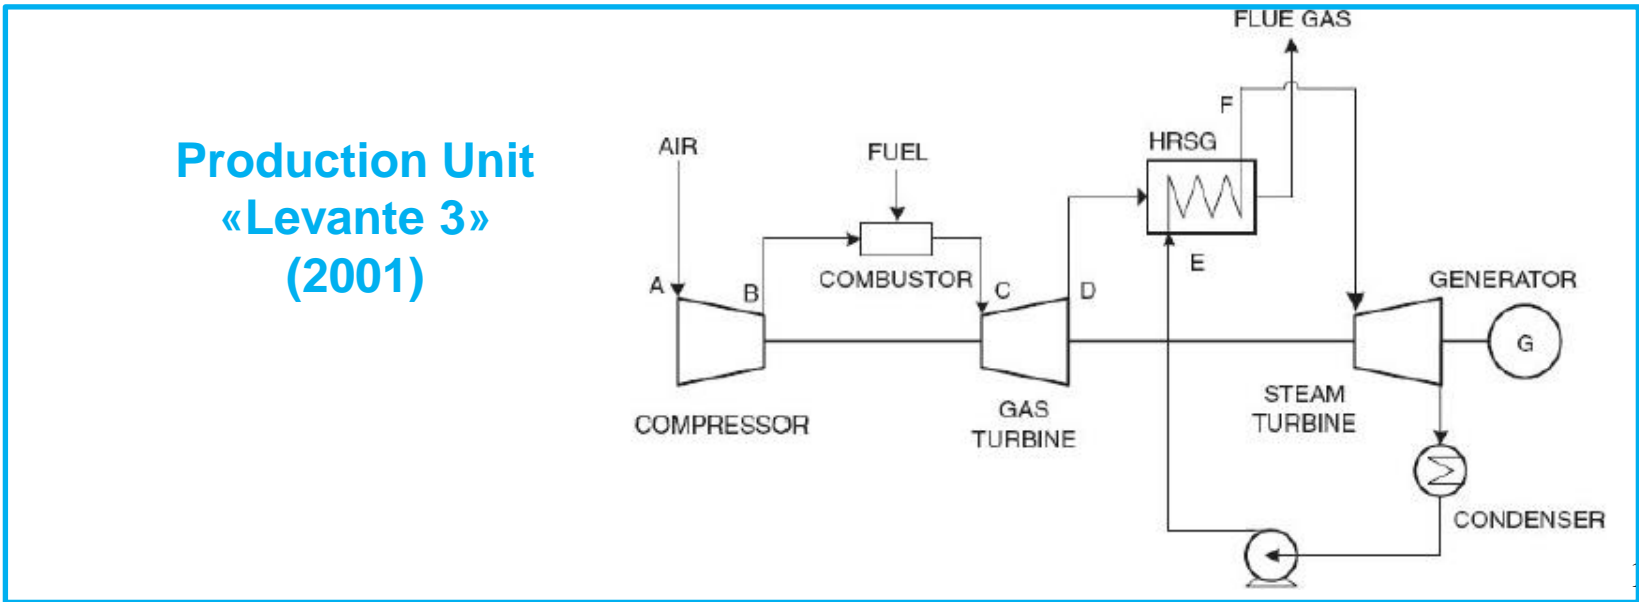 Production Unit
«Levante 3»
(2001)
FLUE GAS
F
AIR
FUEL
HRSG
E
A
B
COMBUSTOR
C
D
GENERATOR
G
COMPRESSOR
GAS
TURBINE
STEAM
TURBINE
CONDENSER